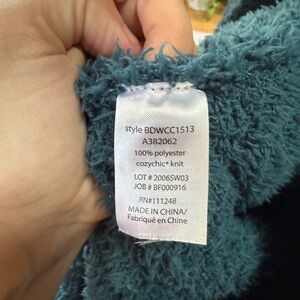 style BDWCC1513
A382062
100% polyester
cozychic® knit
LOT # 2006SW03
JOB # BF000916
RN#111248
MADE IN CHINA/
Fabriqué en Chine